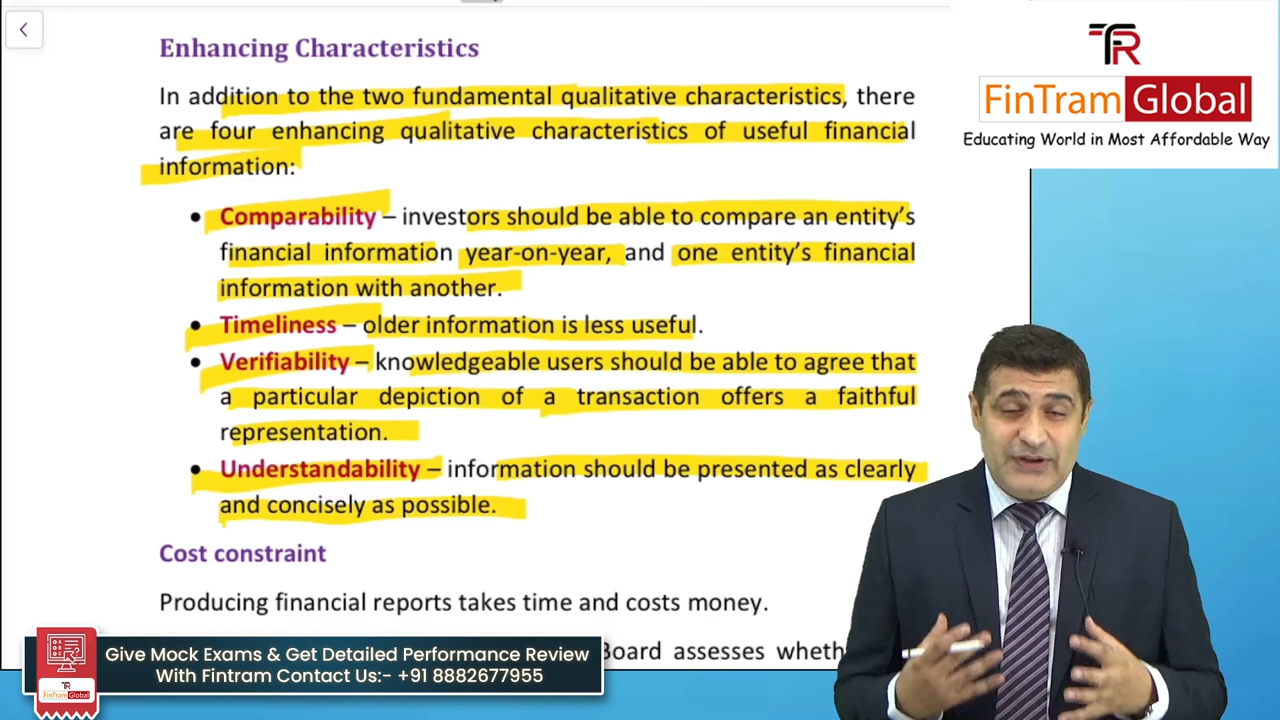 Enhancing Characteristics
In addition to the two fundamental qualitative characteristics, there
are four enhancing qualitative characteristics of useful financial
information:
• Comparability – investors should be able to compare an entity's
financial information year-on-year, and one entity's financial
information with another.
• Timeliness – older information is less useful.
• Verifiability – knowledgeable users should be able to agree that
a particular depiction of a transaction offers a faithful
representation.
• Understandability – information should be presented as clearly
and concisely as possible.
Cost constraint
Producing financial reports takes time and costs money.
Board assesses wheth
TFR
FinTram Global
Educating World in Most Affordable Way
Give Mock Exams & Get Detailed Performance Review
With Fintram Contact Us:- +91 8882677955
TFR
FinTram Global